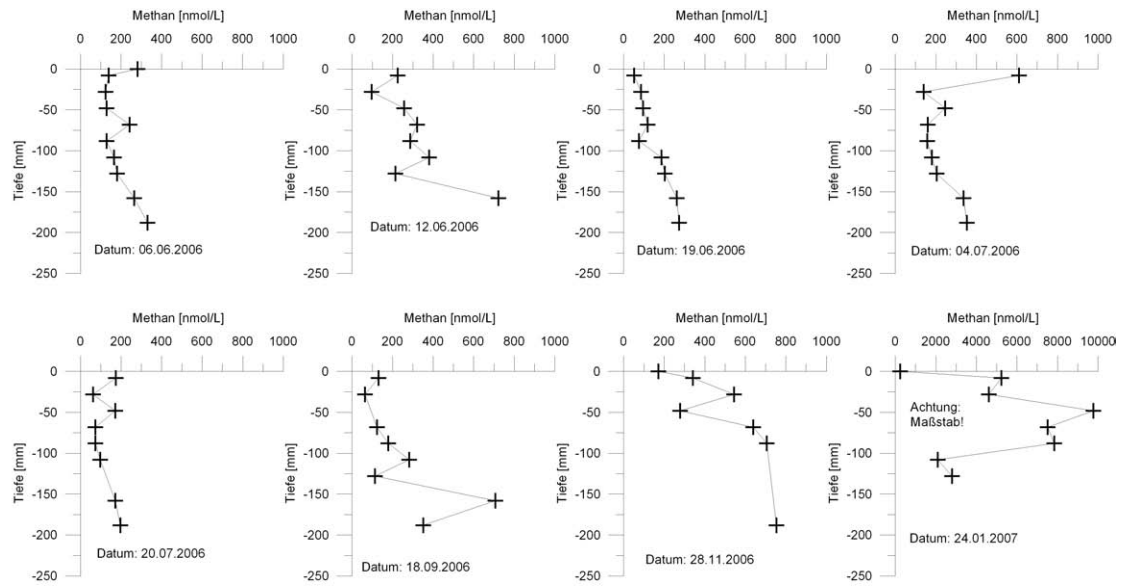 Methan [nmol/L] Methan [nmol/L] Methan [nmol/L] Methan [nmol/L]
0 200 400 600 800 1000 0 200 400 600 800 1000 0 200 400 600 800 1000 0 200 400 600 800 1000
0 0 0 0
-50 -50 -50 -50
-100 -100 -100 -100
-150 -150 -150 -150
-200 -200 -200 -200
-250 -250 -250 -250
Tiefe [mm] Tiefe [mm] Tiefe [mm] Tiefe [mm]
Datum: 06.06.2006 Datum: 12.06.2006 Datum: 19.06.2006 Datum: 04.07.2006
Methan [nmol/L] Methan [nmol/L] Methan [nmol/L] Methan [nmol/L]
0 200 400 600 800 1000 0 200 400 600 800 1000 0 200 400 600 800 1000 0 2000 4000 6000 8000 10000
0 0 0 0
-50 -50 -50 -50
Achtung:
Maßstab!
-100 -100 -100 -100
-150 -150 -150 -150
-200 -200 -200 -200
-250 -250 -250 -250
Tiefe [mm] Tiefe [mm] Tiefe [mm] Tiefe [mm]
Datum: 20.07.2006 Datum: 18.09.2006 Datum: 28.11.2006 Datum: 24.01.2007